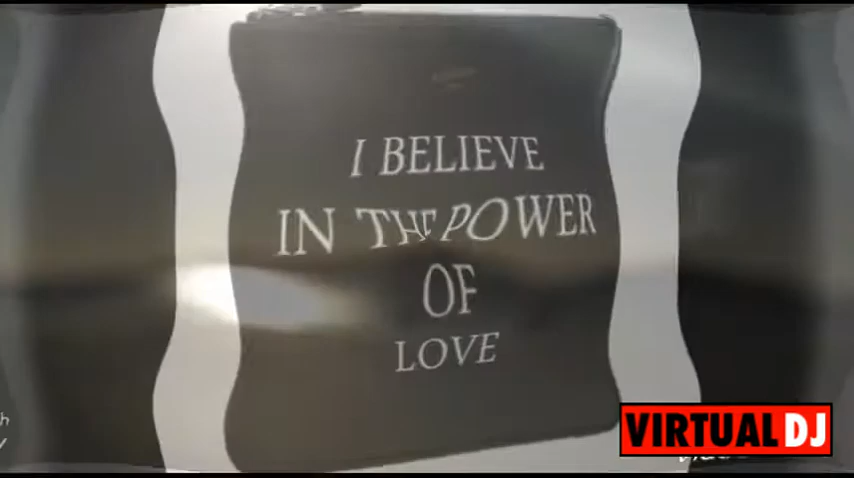 I BELIEVE
IN THE POWER
OF
LOVE
VIRTUAL DJ